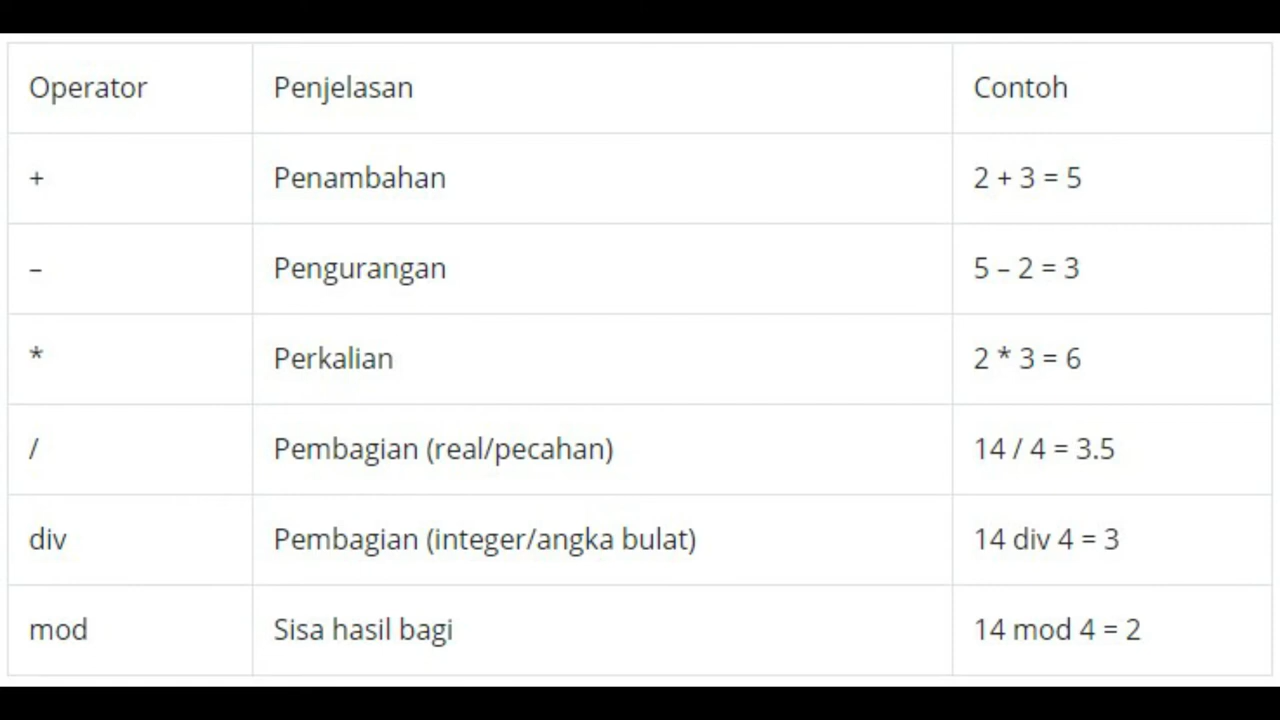 Operator Penjelasan Contoh
+ Penambahan 2 + 3 = 5
– Pengurangan 5 – 2 = 3
* Perkalian 2 * 3 = 6
/ Pembagian (real/pecahan) 14 / 4 = 3.5
div Pembagian (integer/angka bulat) 14 div 4 = 3
mod Sisa hasil bagi 14 mod 4 = 2